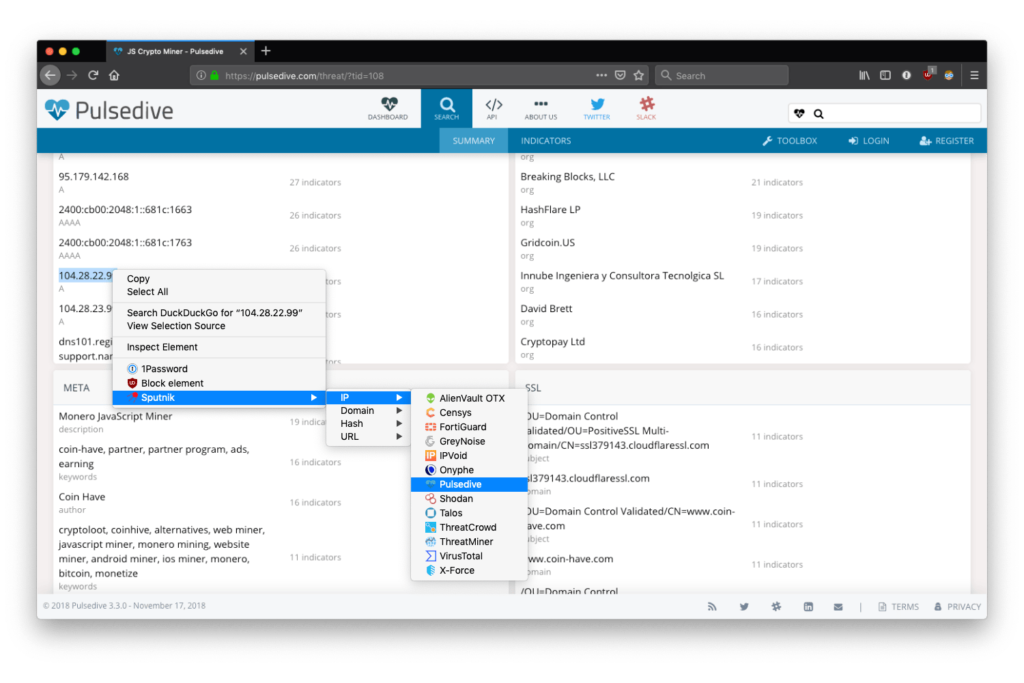 JS Crypto Miner - Pulsedive
https://pulsedive.com/threat/?tid=108
Search
1
Pulsedive
DASHBOARD
SEARCH
</>
API
ABOUT US
TWITTER
SLACK
SUMMARY
INDICATORS
TOOLBOX
LOGIN
REGISTER
A
95.179.142.168
27 indicators
A
2400:cb00:2048:1::681c:1663
26 indicators
AAAA
2400:cb00:2048:1::681c:1763
26 indicators
AAAA
104.28.22.9
tors
A
104.28.23.9
tors
A
dns101.regi
support.nar
tors
org
Breaking Blocks, LLC
21 indicators
org
HashFlare LP
19 indicators
org
Gridcoin.US
19 indicators
org
Innube Ingeniera y Consultora Tecnolgica SL
17 indicators
org
David Brett
16 indicators
org
Cryptopay Ltd
16 indicators
org
Copy
Select All
Search DuckDuckGo for “104.28.22.99”
View Selection Source
Inspect Element
1Password
Block element
Sputnik
IP
Domain
Hash
URL
AlienVault OTX
Censys
FortiGuard
GreyNoise
IPVoid
Onyphe
Pulsedive
Shodan
Talos
ThreatCrowd
ThreatMiner
VirusTotal
X-Force
META
Monero JavaScript Miner
19 indica
description
coin-have, partner, partner program, ads,
earning
16 indicators
keywords
Coin Have
16 indicators
author
cryptoloot, coinhive, alternatives, web miner,
javascript miner, monero mining, website
miner, android miner, ios miner, monero,
bitcoin, monetize
11 indicators
keywords
SSL
OU=Domain Control
Validated/OU=PositiveSSL Multi-
omain/CN=ssl379143.cloudflaressl.com
11 indicators
bject
sl379143.cloudflaressl.com
11 indicators
omain
OU=Domain Control Validated/CN=www.coin-
ave.com
11 indicators
bject
www.coin-have.com
11 indicators
omain
/OU=Domain Control
© 2018 Pulsedive 3.3.0 - November 17, 2018
TERMS
PRIVACY